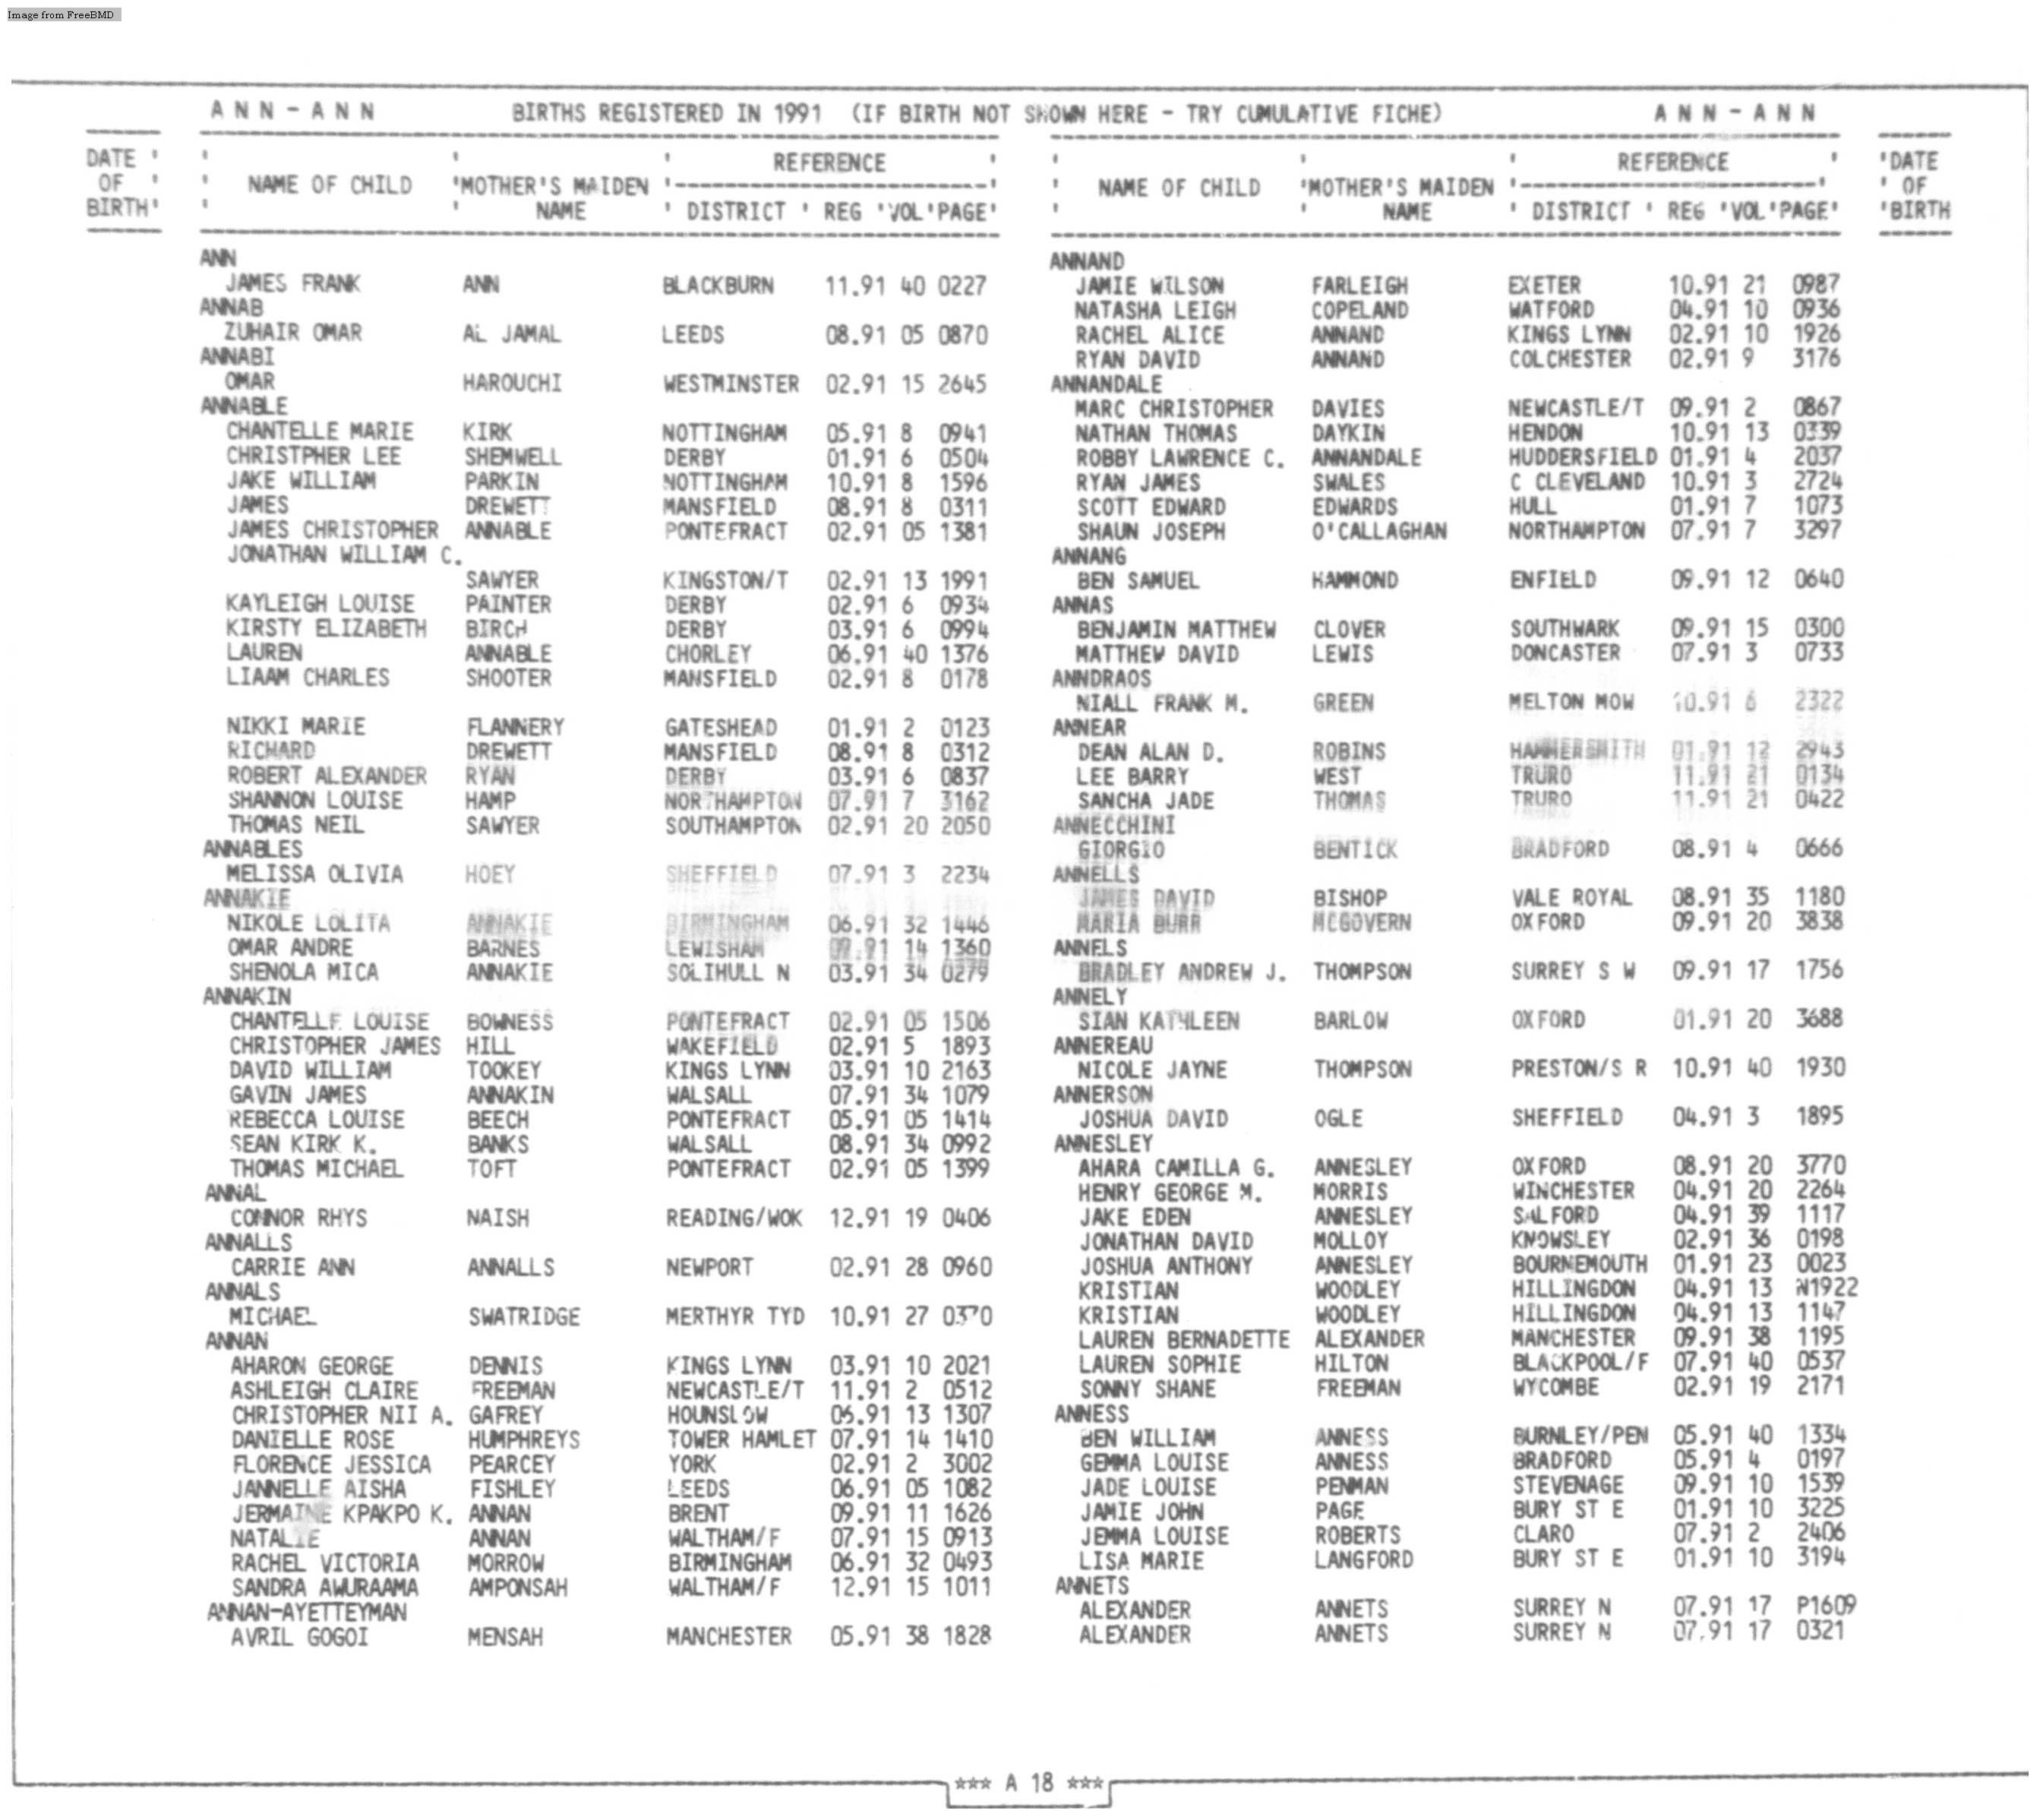 Image from FreeBMD
ANN-ANN BIRTHS REGISTERED IN 1991 (IF BIRTH NOT SHOWN HERE - TRY CUMULATIVE FICHE) ANN-ANN
DATE OF BIRTH
NAME OF CHILD MOTHER'S MAIDEN NAME REFERENCE DISTRICT REG VOL PAGE
ANN
JAMES FRANK ANN BLACKBURN 11.91 40 0227
ANNAB
ZUHAIR OMAR AL JAMAL LEEDS 08.91 05 0870
ANNABI
OMAR HAROUCHI WESTMINSTER 02.91 15 2645
ANNABLE
CHANTELLE MARIE KIRK NOTTINGHAM 05.91 8 0941
CHRISTPHER LEE SHEMWELL DERBY 01.91 6 0504
JAKE WILLIAM PARKIN NOTTINGHAM 10.91 8 1596
JAMES DREWETT MANSFIELD 08.91 8 0311
JAMES CHRISTOPHER ANNABLE PONTEFRACT 02.91 05 1381
JONATHAN WILLIAM C.
SAWYER KINGSTON/T 02.91 13 1991
KAYLEIGH LOUISE PAINTER DERBY 02.91 6 0934
KIRSTY ELIZABETH BIRCH DERBY 03.91 6 0994
LAUREN ANNABLE CHORLEY 06.91 40 1376
LIAAM CHARLES SHOOTER MANSFIELD 02.91 8 0178
NIKKI MARIE FLANNERY GATESHEAD 01.91 2 0123
RICHARD DREWETT MANSFIELD 08.91 8 0312
ROBERT ALEXANDER RYAN DERBY 03.91 6 0837
SHANNON LOUISE HAMP NORTHAMPTON 07.91 7 3162
THOMAS NEIL SAWYER SOUTHAMPTON 02.91 20 2050
ANNABLES
MELISSA OLIVIA HOEY SHEFFIELD 07.91 3 2234
ANNAKIE
NIKOLE LOLITA ANNAKIE BIRMINGHAM 06.91 32 1446
OMAR ANDRE BARNES LEWISHAM 14 1360
SHENOLA MICA ANNAKIE SOLIHULL N 03.91 34 0279
ANNAKIN
CHANTELLE LOUISE BOWNESS PONTEFRACT 02.91 05 1506
CHRISTOPHER JAMES HILL WAKEFIELD 02.91 5 1893
DAVID WILLIAM TOOKEY KINGS LYNN 03.91 10 2163
GAVIN JAMES ANNAKIN WALSALL 07.91 34 1079
REBECCA LOUISE BEECH PONTEFRACT 05.91 05 1414
SEAN KIRK K. BANKS WALSALL 08.91 34 0992
THOMAS MICHAEL TOFT PONTEFRACT 02.91 05 1399
ANNAL
CONNOR RHYS NAISH READING/WOK 12.91 19 0406
ANNALLS
CARRIE ANN ANNALLS NEWPORT 02.91 28 0960
ANNALS
MICHAEL SWATRIDGE MERTHYR TYD 10.91 27 0370
ANNAN
AHARON GEORGE DENNIS KINGS LYNN 03.91 10 2021
ASHLEIGH CLAIRE FREEMAN NEWCASTLE/T 11.91 2 0512
CHRISTOPHER NII A. GAFREY HOUNSLOW 06.91 13 1307
DANIELLE ROSE HUMPHREYS TOWER HAMLET 07.91 14 1410
FLORENCE JESSICA PEARCEY YORK 02.91 2 3002
JANNELLE AISHA FISHLEY LEEDS 06.91 05 1082
JERMAINE KPAKPO K. ANNAN BRENT 09.91 11 1626
NATALIE ANNAN WALTHAM/F 07.91 15 0913
RACHEL VICTORIA MORROW BIRMINGHAM 06.91 32 0493
SANDRA AWURAAMA AMPONSAH WALTHAM/F 12.91 15 1011
ANNAN-AYETTEYMAN
AVRIL GOGOI MENSAH MANCHESTER 05.91 38 1828
NAME OF CHILD MOTHER'S MAIDEN NAME REFERENCE DISTRICT REG VOL PAGE
DATE OF BIRTH
ANNAND
JAMIE WILSON FARLEIGH EXETER 10.91 21 0987
NATASHA LEIGH COPELAND WATFORD 04.91 10 0936
RACHEL ALICE ANNAND KINGS LYNN 02.91 10 1926
RYAN DAVID ANNAND COLCHESTER 02.91 9 3176
ANNANDALE
MARC CHRISTOPHER DAVIES NEWCASTLE/T 09.91 2 0867
NATHAN THOMAS DAYKIN HENDON 10.91 13 0339
ROBBY LAWRENCE C. ANNANDALE HUDDERSFIELD 01.91 4 2037
RYAN JAMES SWALES C CLEVELAND 10.91 3 2724
SCOTT EDWARD EDWARDS HULL 01.91 7 1073
SHAUN JOSEPH O'CALLAGHAN NORTHAMPTON 07.91 7 3297
ANNANG
BEN SAMUEL HAMMOND ENFIELD 09.91 12 0640
ANNAS
BENJAMIN MATTHEW CLOVER SOUTHWARK 09.91 15 0300
MATTHEW DAVID LEWIS DONCASTER 07.91 3 0733
ANNDRAOS
NIALL FRANK M. GREEN MELTON MOW 10.91 6 2322
ANNEAR
DEAN ALAN D. ROBINS HAMMERSMITH 01.91 12 2943
LEE BARRY WEST TRURO 11.91 21 0134
SANCHA JADE THOMAS TRURO 11.91 21 0422
ANNECCHINI
GIORGIO BENTICK BRADFORD 08.91 4 0666
ANNELLS
JAMES DAVID BISHOP VALE ROYAL 08.91 35 1180
MARIA BURR MCGOVERN OXFORD 09.91 20 3838
ANNELS
BRADLEY ANDREW J. THOMPSON SURREY S W 09.91 17 1756
ANNELY
SIAN KATHLEEN BARLOW OXFORD 01.91 20 3688
ANNEREAU
NICOLE JAYNE THOMPSON PRESTON/S R 10.91 40 1930
ANNERSON
JOSHUA DAVID OGLE SHEFFIELD 04.91 3 1895
ANNESLEY
AHARA CAMILLA G. ANNESLEY OXFORD 08.91 20 3770
HENRY GEORGE M. MORRIS WINCHESTER 04.91 20 2264
JAKE EDEN ANNESLEY SALFORD 04.91 39 1117
JONATHAN DAVID MOLLOY KNOWSLEY 02.91 36 0198
JOSHUA ANTHONY ANNESLEY BOURNEMOUTH 01.91 23 0023
KRISTIAN WOODLEY HILLINGDON 04.91 13 N1922
KRISTIAN WOODLEY HILLINGDON 04.91 13 1147
LAUREN BERNADETTE ALEXANDER MANCHESTER 09.91 38 1195
LAUREN SOPHIE HILTON BLACKPOOL/F 07.91 40 0537
SONNY SHANE FREEMAN WYCOMBE 02.91 19 2171
ANNESS
BEN WILLIAM ANNESS BURNLEY/PEN 05.91 40 1334
GEMMA LOUISE ANNESS BRADFORD 05.91 4 0197
JADE LOUISE PENMAN STEVENAGE 09.91 10 1539
JAMIE JOHN PAGE BURY ST E 01.91 10 3225
JEMMA LOUISE ROBERTS CLARO 07.91 2 2406
LISA MARIE LANGFORD BURY ST E 01.91 10 3194
ANNETS
ALEXANDER ANNETS SURREY N 07.91 17 P1609
ALEXANDER ANNETS SURREY N 07.91 17 0321
*** A 18 ***